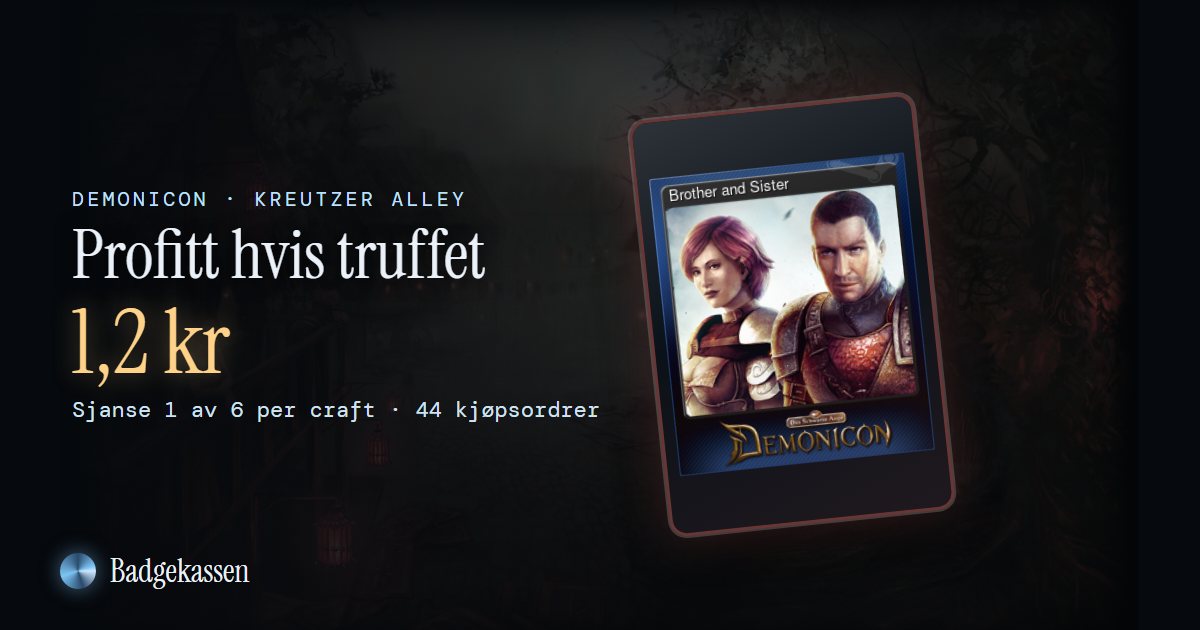 DEMONICON · KREUTZER ALLEY
Profitt hvis truffet
1,2 kr
Sjanse 1 av 6 per craft · 44 kjøpsordrer
Badgekassen
Brother and Sister
Das Schwarze Auge
DEMONICON